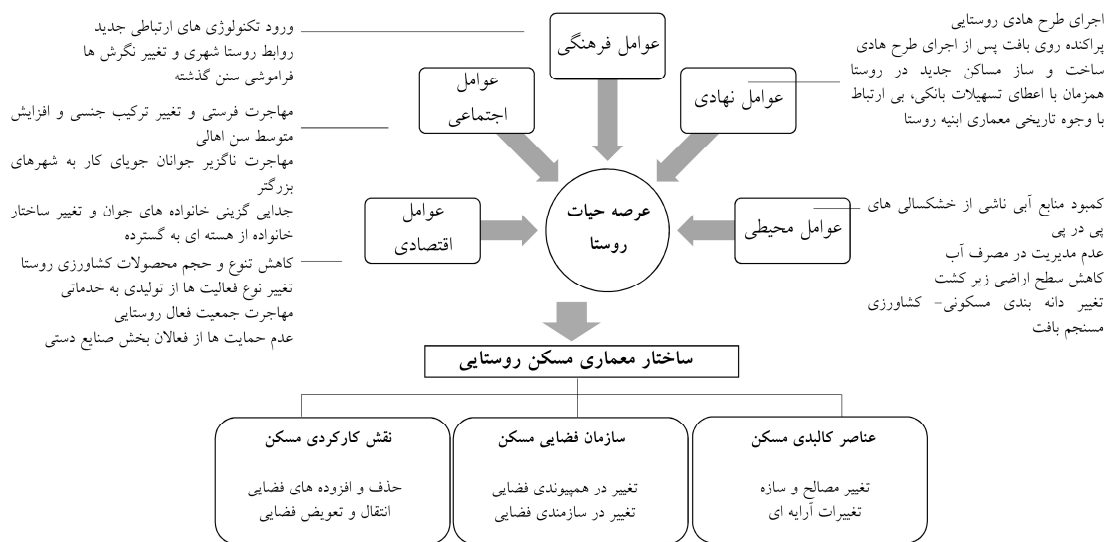 اجرای طرح هادی روستایی
پراکنده روی بافت پس از اجرای طرح هادی
ساخت و ساز مساکن جدید در روستا
همزمان با اعطای تسهیلات بانکی، بی ارتباط
با وجوه تاریخی معماری ابنیه روستا
عوامل نهادی
عوامل فرهنگی
ورود تکنولوژی های ارتباطی جدید
روابط روستا شهری و تغییر نگرش ها
فراموشی سنن گذشته
عوامل
اجتماعی
مهاجرت فرستی و تغییر ترکیب جنسی و افزایش
متوسط سن اهالی
مهاجرت ناگزیر جوانان جویای کار به شهرهای
بزرگتر
جدایی گزینی خانواده های جوان و تغییر ساختار
خانواده از هسته ای به گسترده
کمبود منابع آبی ناشی از خشکسالی های
پی در پی
عدم مدیریت در مصرف آب
کاهش سطح اراضی زیر کشت
تغییر دانه بندی مسکونی- کشاورزی
مسنجم بافت
عوامل محیطی
عرصه حیات
روستا
عوامل
اقتصادی
کاهش تنوع و حجم محصولات کشاورزی روستا
تغییر نوع فعالیت ها از تولیدی به خدماتی
مهاجرت جمعیت فعال روستایی
عدم حمایت ها از فعالان بخش صنایع دستی
ساختار معماری مسکن روستایی
عناصر کالبدی مسکن
تغییر مصالح و سازه
تغییرات آرایه ای
سازمان فضایی مسکن
تغییر در همپیوندی فضایی
تغییر در سازمندی فضایی
نقش کارکردی مسکن
حذف و افزوده های فضایی
انتقال و تعویض فضایی